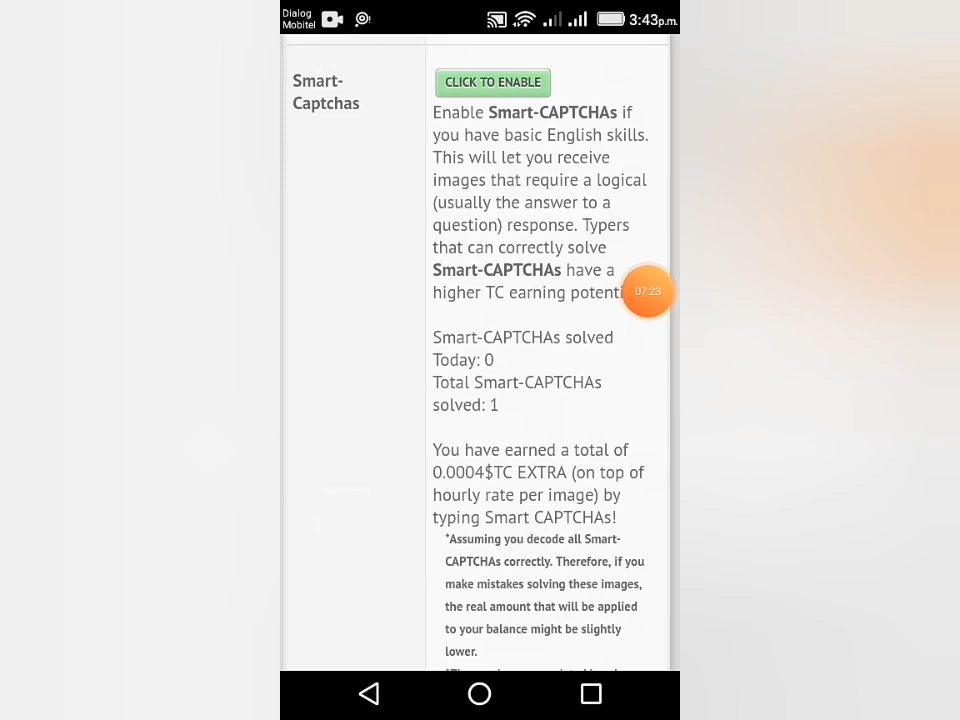 Dialog
Mobitel
3:43p.m.
Smart-
Captchas
CLICK TO ENABLE
Enable Smart-CAPTCHAs if
you have basic English skills.
This will let you receive
images that require a logical
(usually the answer to a
question) response. Typers
that can correctly solve
Smart-CAPTCHAs have a
higher TC earning potenti
07:23
Smart-CAPTCHAs solved
Today: 0
Total Smart-CAPTCHAs
solved: 1
You have earned a total of
0.0004$TC EXTRA (on top of
hourly rate per image) by
typing Smart CAPTCHAs!
*Assuming you decode all Smart-
CAPTCHAs correctly. Therefore, if you
make mistakes solving these images,
the real amount that will be applied
to your balance might be slightly
lower.